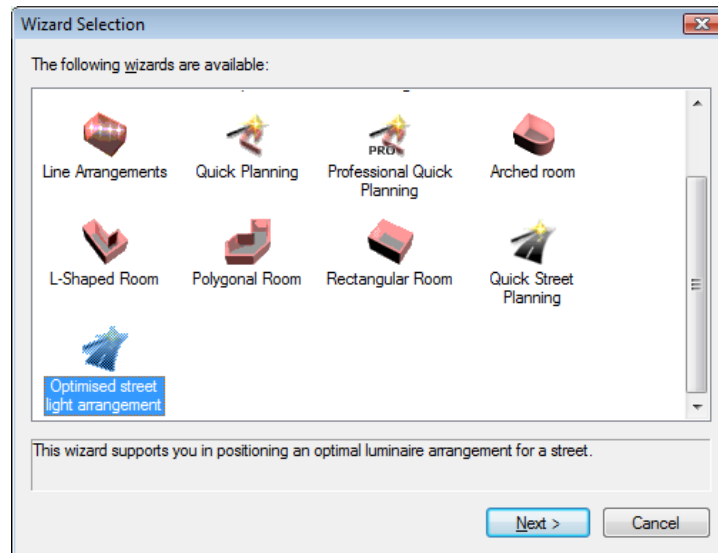 Wizard Selection
The following wizards are available:
Line Arrangements
Quick Planning
PRO
Professional Quick
Planning
Arched room
L-Shaped Room
Polygonal Room
Rectangular Room
Quick Street
Planning
Optimised street
light arrangement
This wizard supports you in positioning an optimal luminaire arrangement for a street.
Next >
Cancel